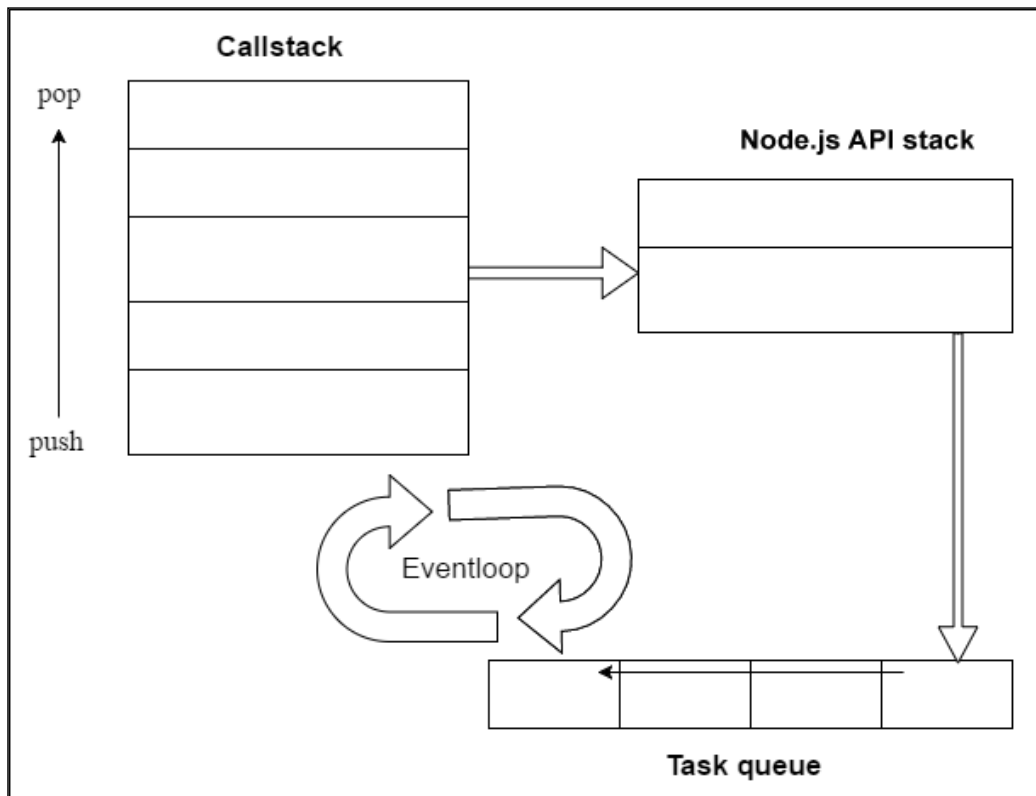 Callstack
pop
Node.js API stack
push
Eventloop
Task queue